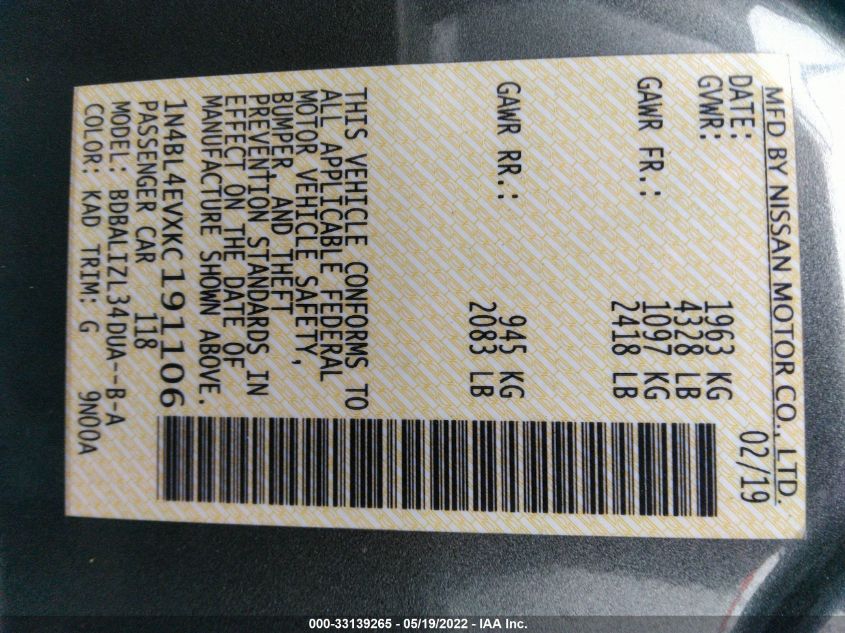 MFD BY NISSAN MOTOR CO., LTD.
DATE: 02/19
GVWR: 1963 KG
4328 LB
GAWR FR.: 1097 KG
2418 LB
GAWR RR.: 945 KG
2083 LB
THIS VEHICLE CONFORMS TO
ALL APPLICABLE FEDERAL
MOTOR VEHICLE SAFETY,
BUMPER, AND THEFT
PREVENTION STANDARDS IN
EFFECT ON THE DATE OF
MANUFACTURE SHOWN ABOVE.
1N4BL4EVXKC191106
PASSENGER CAR 118
MODEL: BDBALIZL34DUA--B-A
COLOR: KAD TRIM: G 9N00A
000-33139265 - 05/19/2022 - IAA Inc.